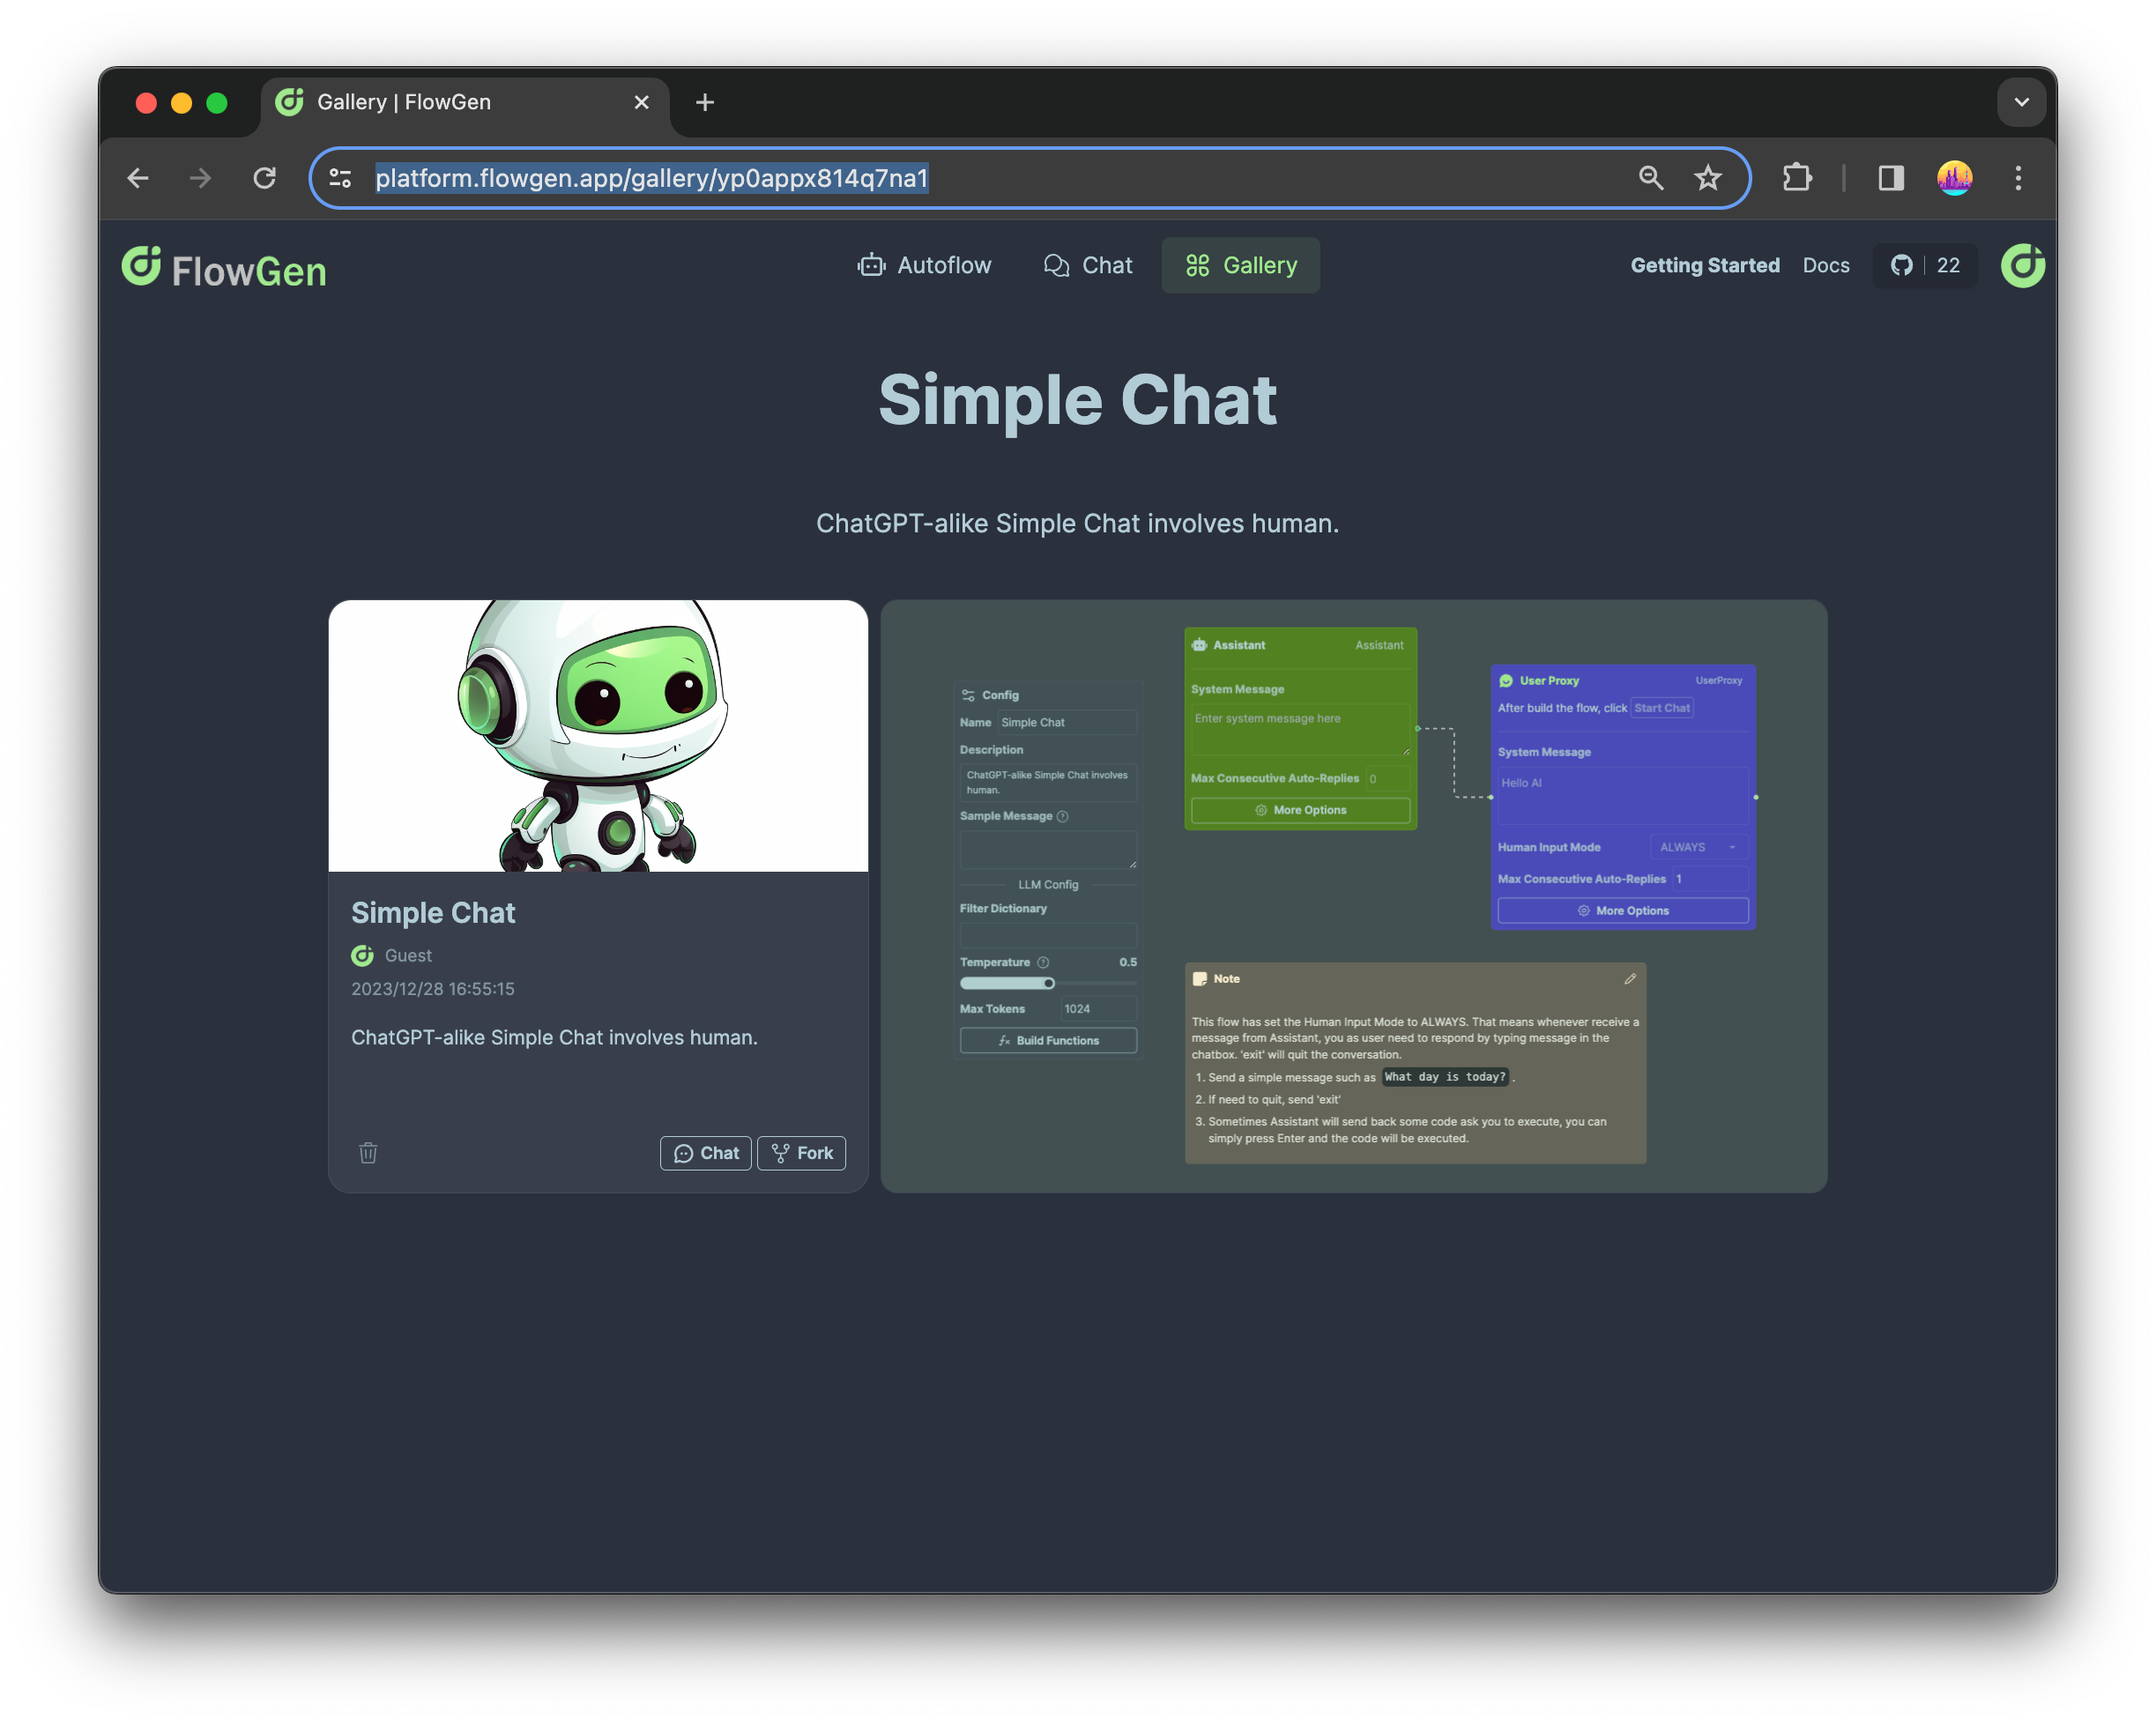 Gallery | FlowGen
platform.flowgen.app/gallery/yp0appx814q7na1
FlowGen
Autoflow
Chat
Gallery
Getting Started
Docs
22
Simple Chat
ChatGPT-alike Simple Chat involves human.
Simple Chat
Guest
2023/12/28 16:55:15
ChatGPT-alike Simple Chat involves human.
Chat
Fork
Config
Name Simple Chat
Description
ChatGPT-alike Simple Chat involves
human.
Sample Message
LLM Config
Filter Dictionary
Temperature 0.5
Max Tokens 1024
Build Functions
Assistant Assistant
System Message
Enter system message here
Max Consecutive Auto-Replies 0
More Options
User Proxy UserProxy
After build the flow, click Start Chat
System Message
Hello AI
Human Input Mode ALWAYS
Max Consecutive Auto-Replies 1
More Options
Note
This flow has set the Human Input Mode to ALWAYS. That means whenever receive a
message from Assistant, you as user need to respond by typing message in the
chatbox. 'exit' will quit the conversation.
1. Send a simple message such as What day is today? .
2. If need to quit, send 'exit'
3. Sometimes Assistant will send back some code ask you to execute, you can
simply press Enter and the code will be executed.